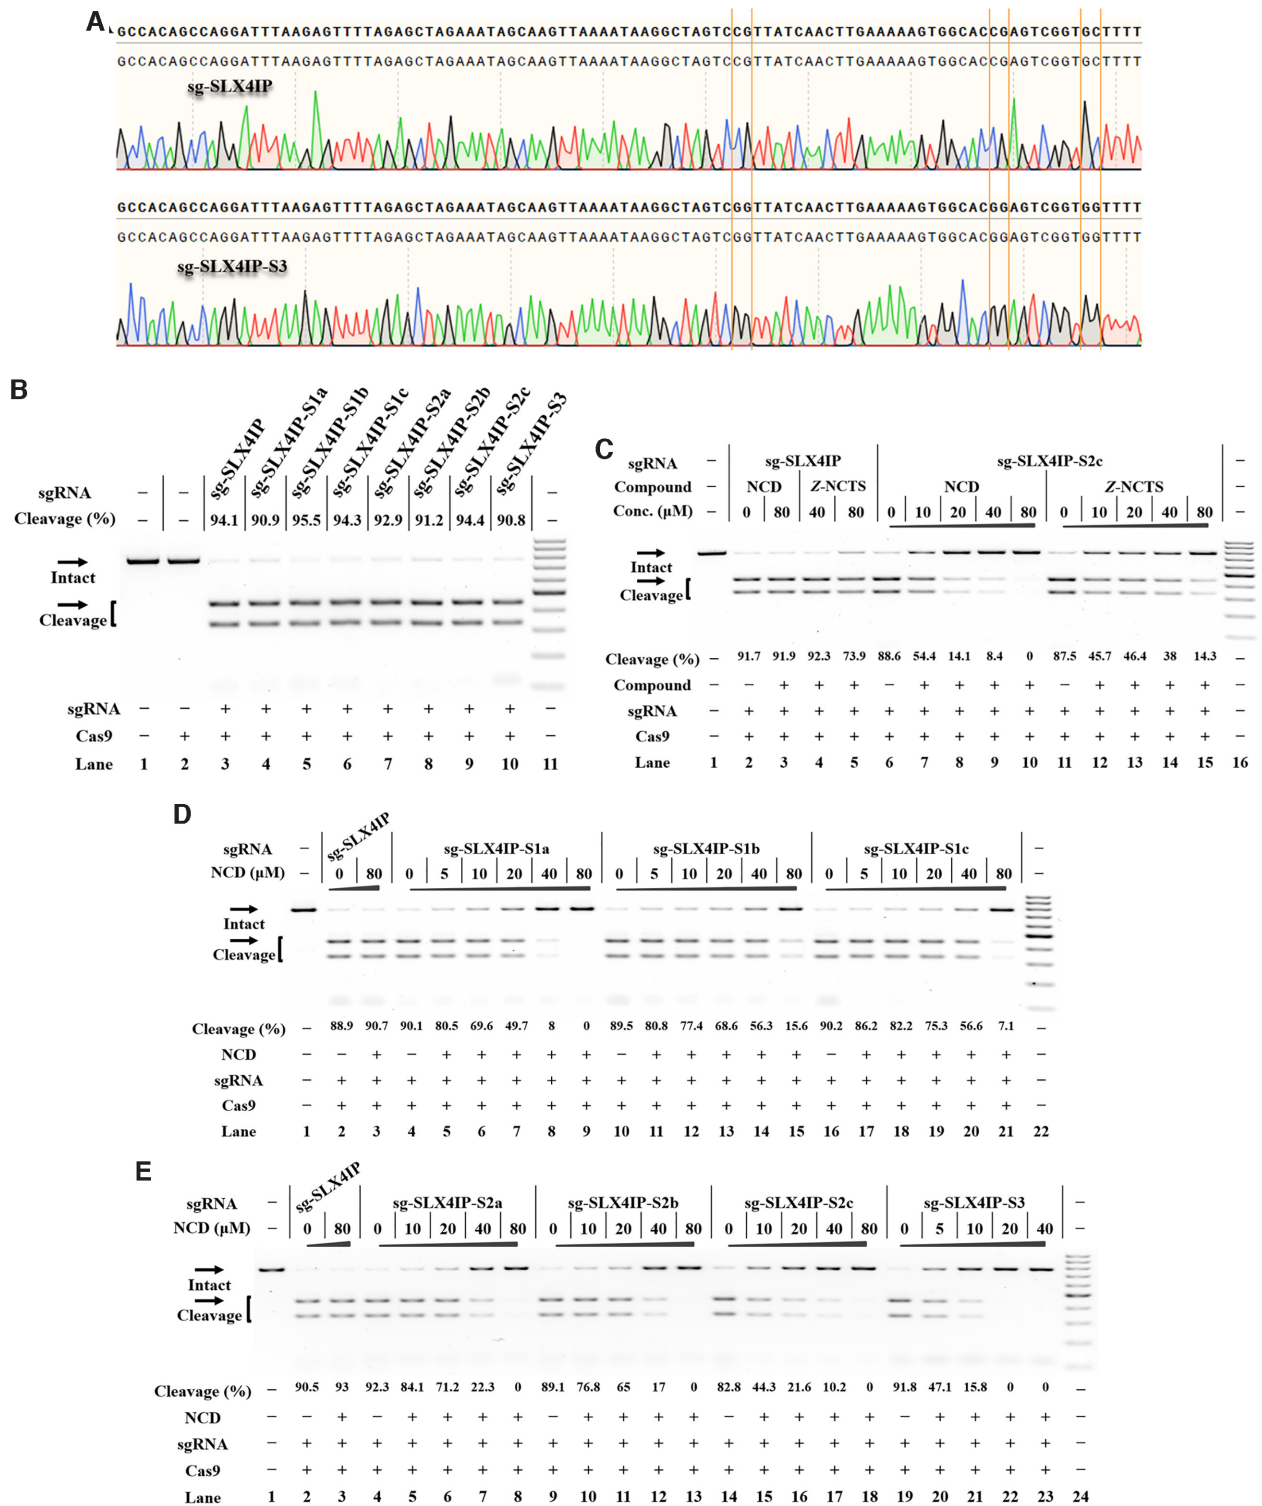 A
GCCACAGCCAGGATTTAAGAGTTTTAGAGCTAGAAATAGCAAGTTAAAATAAGGCTAGTCCGTTATCAACTTGAAAAAGTGGCACCGAGTCGGTGCTTTT
GCCACAGCCAGGATTTAAGAGTTTTAGAGCTAGAAATAGCAAGTTAAAATAAGGCTAGTCCGTTATCAACTTGAAAAAGTGGCACCGAGTCGGTGCTTTT
sg-SLX4IP
GCCACAGCCAGGATTTAAGAGTTTTAGAGCTAGAAATAGCAAGTTAAAATAAGGCTAGTCGGTTATCAACTTGAAAAAGTGGCACGGAGTCGGTGGTTTT
GCCACAGCCAGGATTTAAGAGTTTTAGAGCTAGAAATAGCAAGTTAAAATAAGGCTAGTCGGTTATCAACTTGAAAAAGTGGCACGGAGTCGGTGGTTTT
sg-SLX4IP-S3
B
sgRNA – – sg-SLX4IP sg-SLX4IP-S1a sg-SLX4IP-S1b sg-SLX4IP-S1c sg-SLX4IP-S2a sg-SLX4IP-S2b sg-SLX4IP-S2c sg-SLX4IP-S3 –
Cleavage (%) – – 94.1 90.9 95.5 94.3 92.9 91.2 94.4 90.8 –
Intact
Cleavage
sgRNA – – + + + + + + + + –
Cas9 – + + + + + + + + + –
Lane 1 2 3 4 5 6 7 8 9 10 11
C
sgRNA – sg-SLX4IP sg-SLX4IP-S2c –
Compound – NCD Z-NCTS NCD Z-NCTS –
Conc. (μM) – 0 80 40 80 0 10 20 40 80 0 10 20 40 80 –
Intact
Cleavage
Cleavage (%) – 91.7 91.9 92.3 73.9 88.6 54.4 14.1 8.4 0 87.5 45.7 46.4 38 14.3 –
Compound – – + + + – + + + + – + + + + –
sgRNA – + + + + + + + + + + + + + + –
Cas9 – + + + + + + + + + + + + + + –
Lane 1 2 3 4 5 6 7 8 9 10 11 12 13 14 15 16
D
sgRNA – sg-SLX4IP sg-SLX4IP-S1a sg-SLX4IP-S1b sg-SLX4IP-S1c –
NCD (μM) – 0 80 0 5 10 20 40 80 0 5 10 20 40 80 0 5 10 20 40 80 –
Intact
Cleavage
Cleavage (%) – 88.9 90.7 90.1 80.5 69.6 49.7 8 0 89.5 80.8 77.4 68.6 56.3 15.6 90.2 86.2 82.2 75.3 56.6 7.1 –
NCD – – + – + + + + + – + + + + + – + + + + + –
sgRNA – + + + + + + + + + + + + + + + + + + + + –
Cas9 – + + + + + + + + + + + + + + + + + + + + –
Lane 1 2 3 4 5 6 7 8 9 10 11 12 13 14 15 16 17 18 19 20 21 22
E
sgRNA – sg-SLX4IP sg-SLX4IP-S2a sg-SLX4IP-S2b sg-SLX4IP-S2c sg-SLX4IP-S3 –
NCD (μM) – 0 80 0 10 20 40 80 0 10 20 40 80 0 10 20 40 80 0 5 10 20 40 –
Intact
Cleavage
Cleavage (%) – 90.5 93 92.3 84.1 71.2 22.3 0 89.1 76.8 65 17 0 82.8 44.3 21.6 10.2 0 91.8 47.1 15.8 0 0 –
NCD – – + – + + + + – + + + + – + + + + – + + + + –
sgRNA – + + + + + + + + + + + + + + + + + + + + + + –
Cas9 – + + + + + + + + + + + + + + + + + + + + + + –
Lane 1 2 3 4 5 6 7 8 9 10 11 12 13 14 15 16 17 18 19 20 21 22 23 24